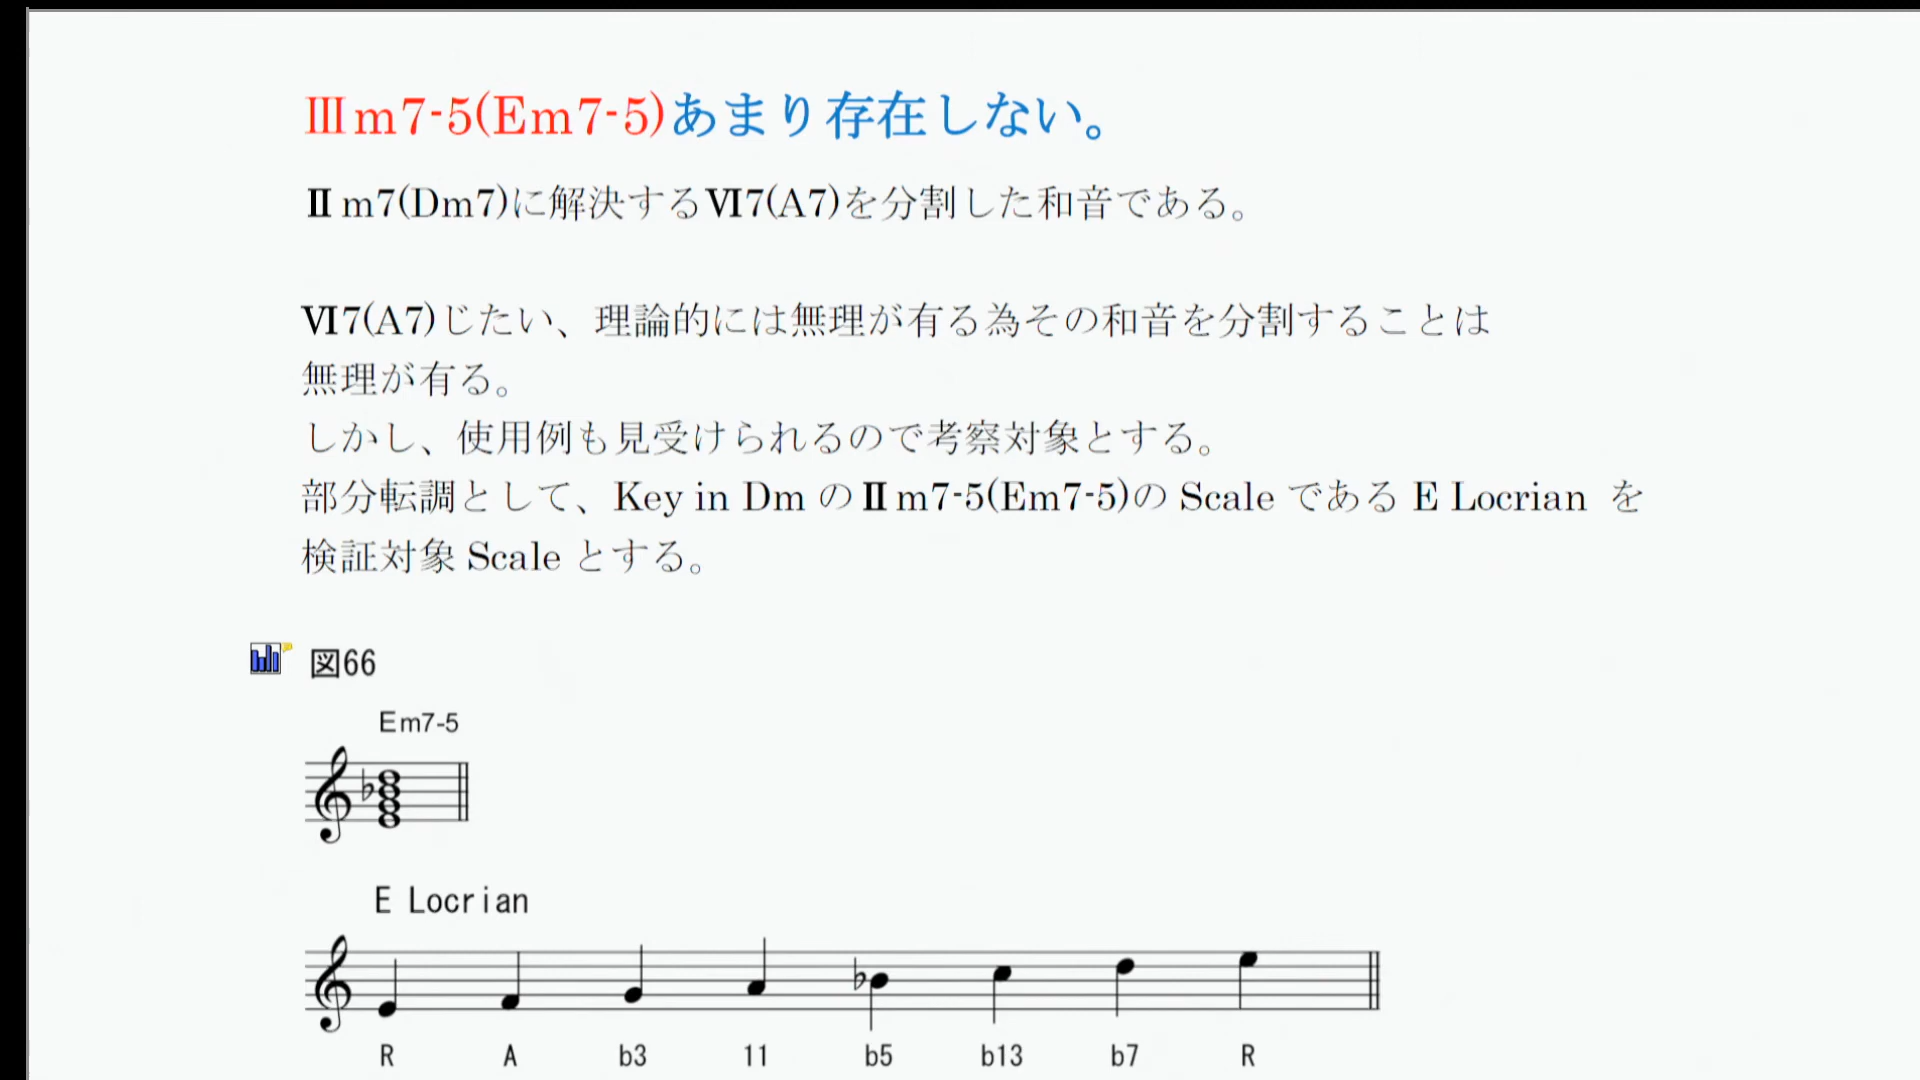 Ⅲm7-5(Em7-5)あまり存在しない。
Ⅱm7(Dm7)に解決するⅥ7(A7)を分割した和音である。
Ⅵ7(A7)じたい、理論的には無理が有る為その和音を分割することは
無理が有る。
しかし、使用例も見受けられるので考察対象とする。
部分転調として、Key in Dm のⅡm7-5(Em7-5)の Scale である E Locrian を
検証対象 Scale とする。
図66
Em7-5
E Locrian
R A b3 11 b5 b13 b7 R